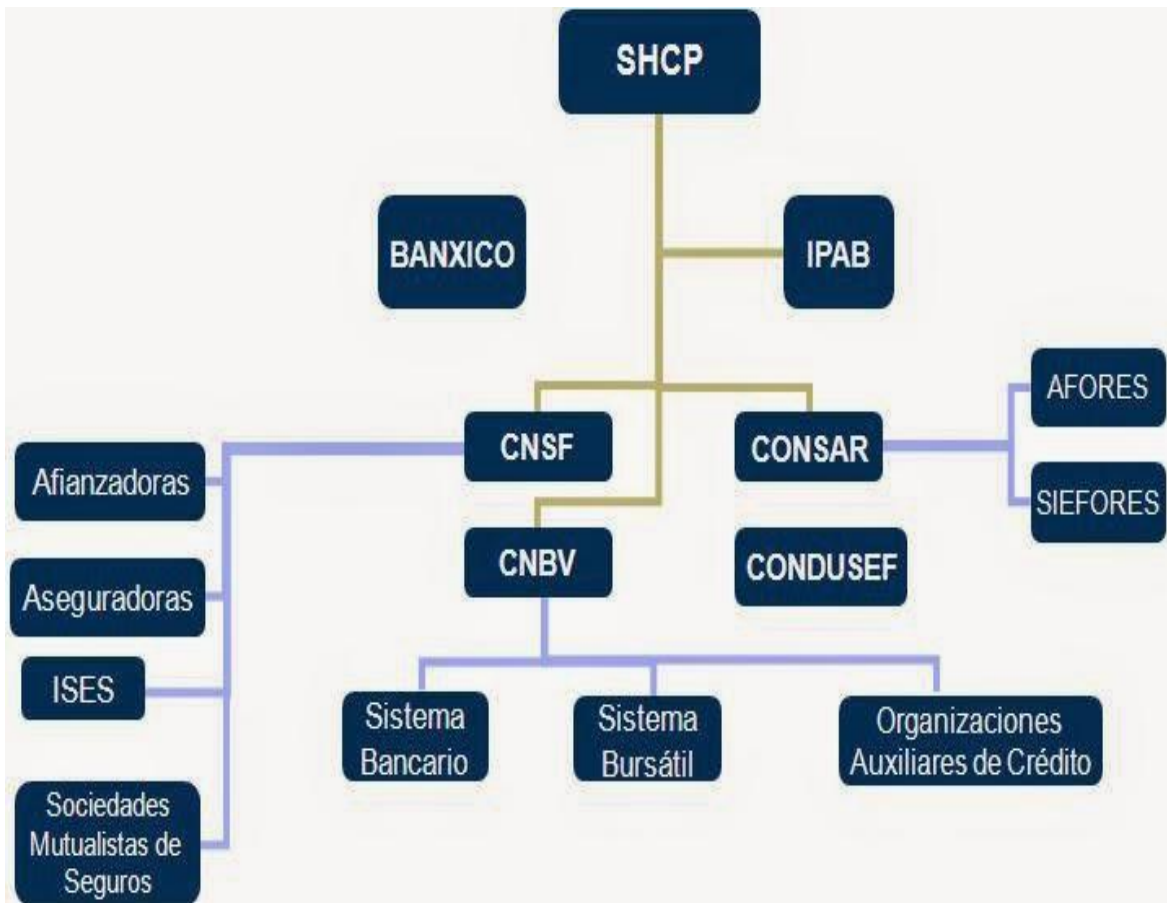 SHCP
BANXICO
IPAB
AFORES
CNSF
CONSAR
Afianzadoras
SIEFORES
CNBV
CONDUSEF
Aseguradoras
ISES
Sistema
Bancario
Sistema
Bursátil
Organizaciones
Auxiliares de Crédito
Sociedades
Mutualistas de
Seguros